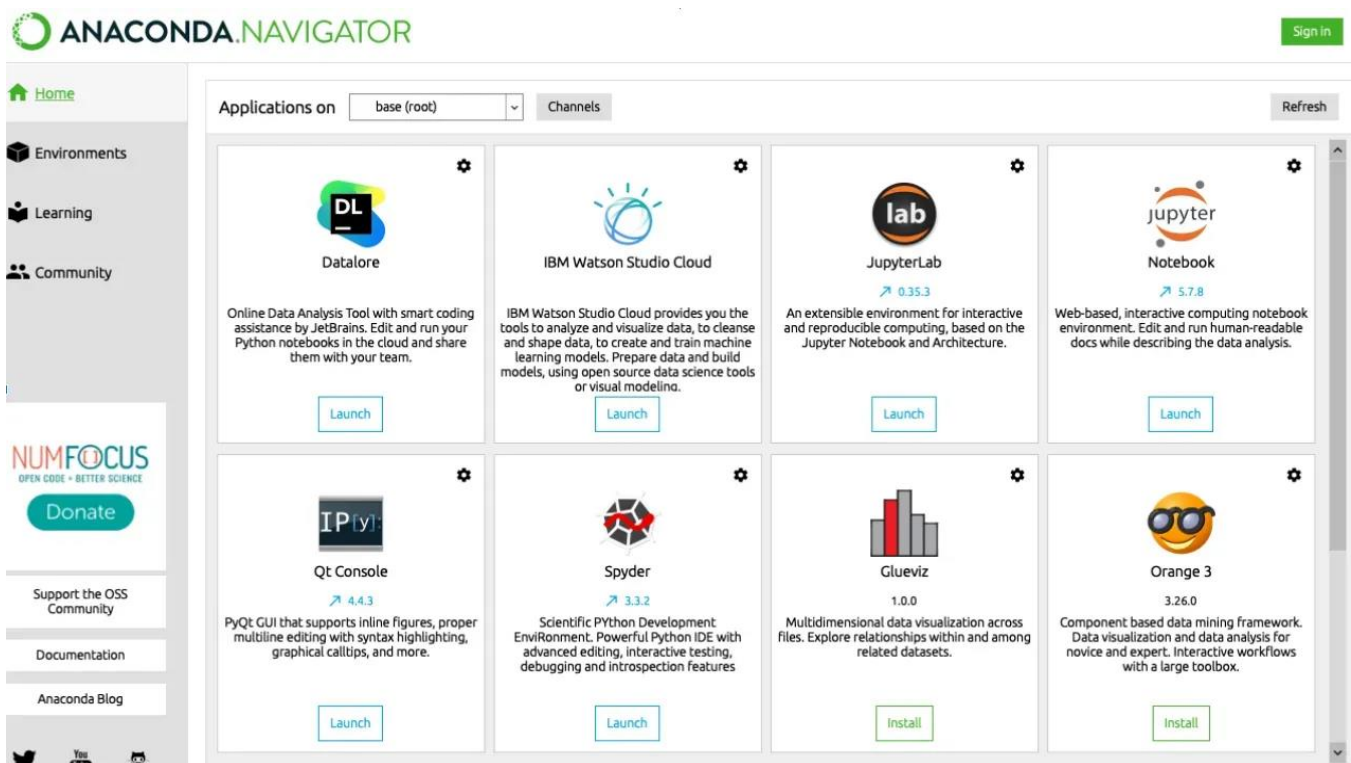 ANACONDA.NAVIGATOR
Sign in
Home
Environments
Learning
Community
NUMFOCUS
OPEN CODE = BETTER SCIENCE
Donate
Support the OSS
Community
Documentation
Anaconda Blog
You
Applications on
base (root)
Channels
Refresh
DL
Datalore
Online Data Analysis Tool with smart coding
assistance by JetBrains. Edit and run your
Python notebooks in the cloud and share
them with your team.
Launch
IBM Watson Studio Cloud
IBM Watson Studio Cloud provides you the
tools to analyze and visualize data, to cleanse
and shape data, to create and train machine
learning models. Prepare data and build
models, using open source data science tools
or visual modeling.
Launch
lab
JupyterLab
0.35.3
An extensible environment for interactive
and reproducible computing, based on the
Jupyter Notebook and Architecture.
Launch
jupyter
Notebook
5.7.8
Web-based, interactive computing notebook
environment. Edit and run human-readable
docs while describing the data analysis.
Launch
IP[y]:
Qt Console
4.4.3
PyQt GUI that supports inline figures, proper
multiline editing with syntax highlighting,
graphical calltips, and more.
Launch
Spyder
3.3.2
Scientific PYthon Development
EnviRonment. Powerful Python IDE with
advanced editing, interactive testing,
debugging and introspection features
Launch
Glueviz
1.0.0
Multidimensional data visualization across
files. Explore relationships within and among
related datasets.
Install
Orange 3
3.26.0
Component based data mining framework.
Data visualization and data analysis for
novice and expert. Interactive workflows
with a large toolbox.
Install